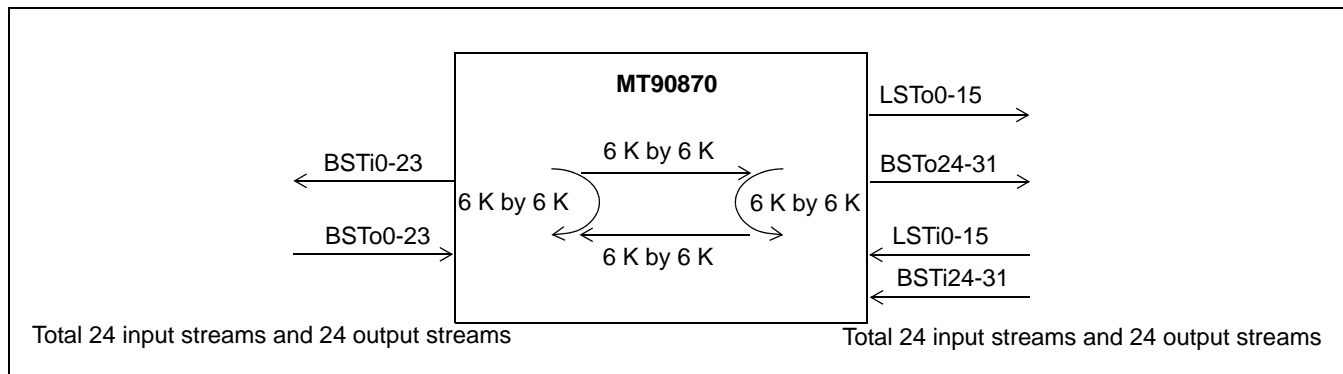 MT90870
LSTo0-15
6 K by 6 K
BSTi0-23
BSTo24-31
6 K by 6 K
6 K by 6 K
BSTo0-23
LSTi0-15
6 K by 6 K
BSTi24-31
Total 24 input streams and 24 output streams
Total 24 input streams and 24 output streams